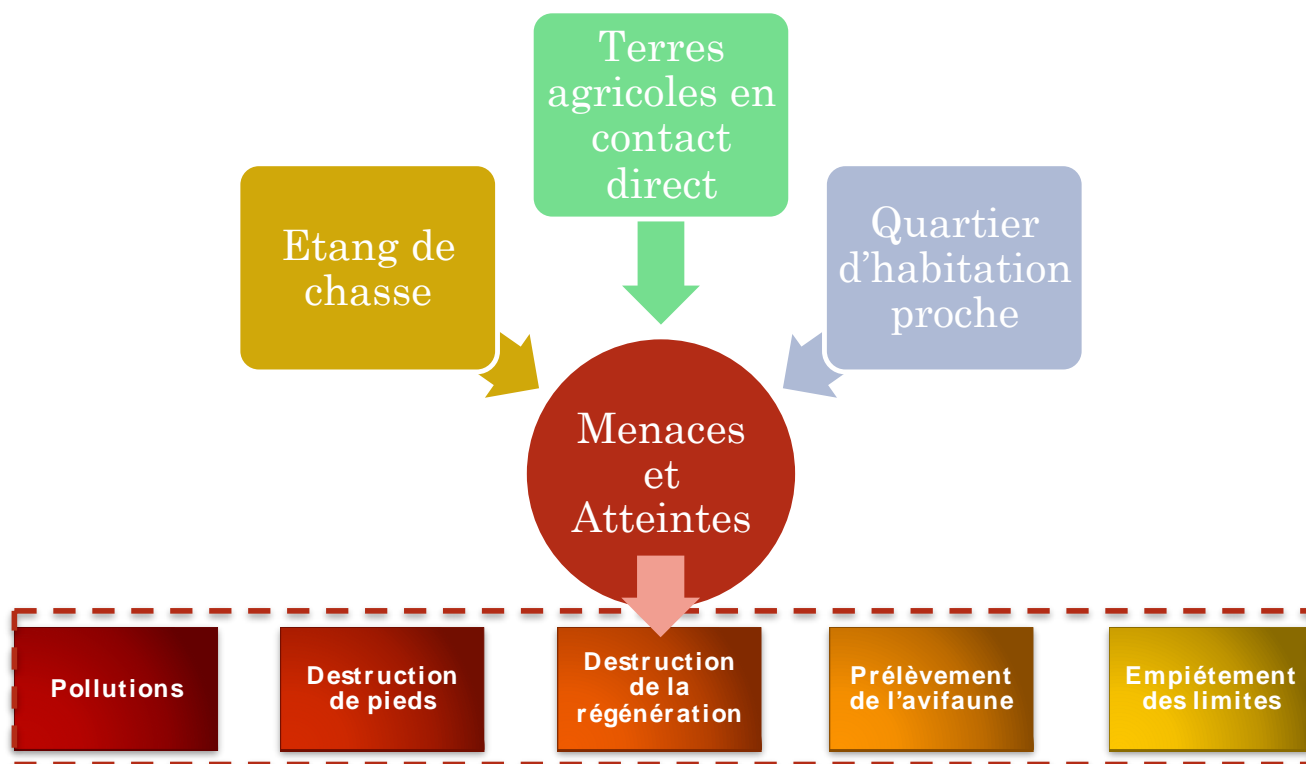 Terres
agricoles en
contact
direct
Etang de
chasse
Quartier
d’habitation
proche
Menaces
et
Atteintes
Pollutions
Destruction
de pieds
Destruction
de la
régénération
Prélèvement
de l’avifaune
Empiétement
des limites